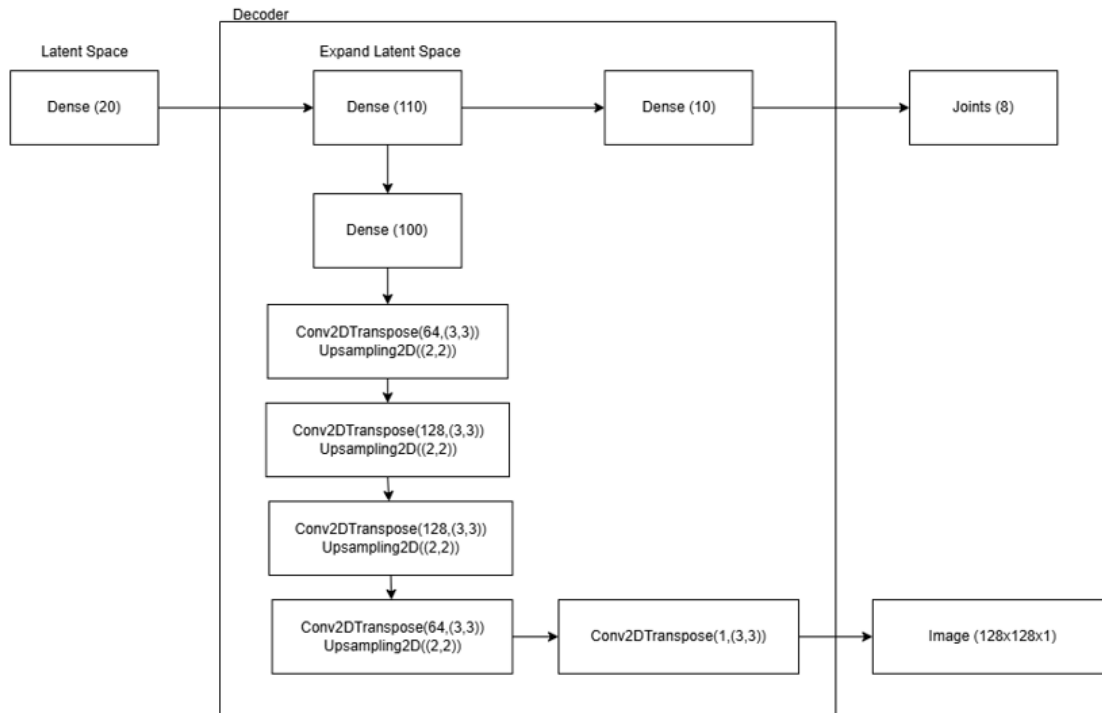 Decoder
Latent Space
Expand Latent Space
Dense (20)
Dense (110)
Dense (10)
Joints (8)
Dense (100)
Conv2DTranspose(64,(3,3))
Upsampling2D((2,2))
Conv2DTranspose(128,(3,3))
Upsampling2D((2,2))
Conv2DTranspose(128,(3,3))
Upsampling2D((2,2))
Conv2DTranspose(64,(3,3))
Upsampling2D((2,2))
Conv2DTranspose(1,(3,3))
Image (128x128x1)